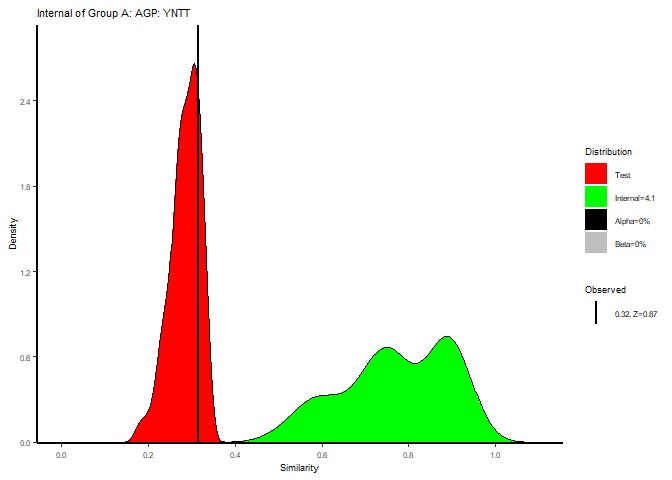 Internal of Group A: AGP: YNTT
Density
2.4
1.8
1.2
0.6
0.0
0.0 0.2 0.4 0.6 0.8 1.0
Similarity
Distribution
Test
Internal=4.1
Alpha=0%
Beta=0%
Observed
0.32, Z=0.87